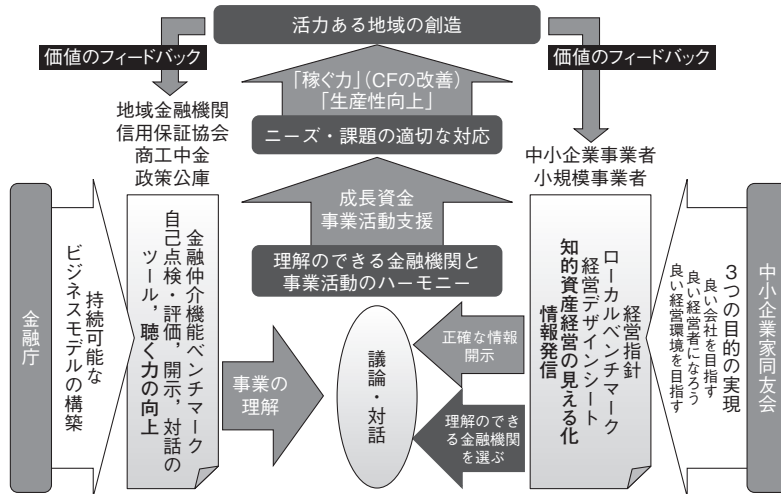 活力ある地域の創造
価値のフィードバック
価値のフィードバック
「稼ぐ力」(CFの改善)
「生産性向上」
地域金融機関
信用保証協会
商工中金
政策公庫
ニーズ・課題の適切な対応
中小企業事業者
小規模事業者
成長資金
事業活動支援
理解のできる金融機関と
事業活動のハーモニー
金融庁
持続可能な
ビジネスモデルの構築
金融仲介機能ベンチマーク
自己点検・評価，開示，対話の
ツール，聴く力の向上
事業の
理解
議論・対話
正確な情報
開示
理解のでき
る金融機関
を選ぶ
経営指針
ローカルベンチマーク
経営デザインシート
知的資産経営の見える化
情報発信
3つの目的の実現
良い会社を目指す
良い経営者になろう
良い経営環境を目指す
中小企業家同友会